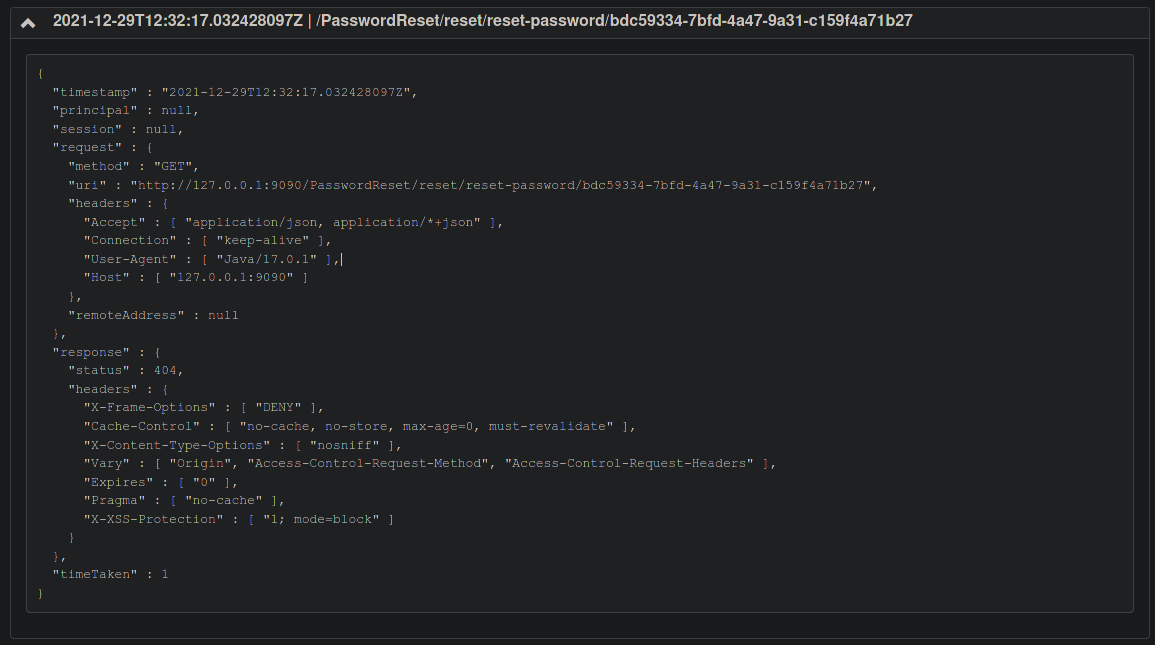 2021-12-29T12:32:17.032428097Z | /PasswordReset/reset/reset-password/bdc59334-7bfd-4a47-9a31-c159f4a71b27
{
"timestamp" : "2021-12-29T12:32:17.032428097Z",
"principal" : null,
"session" : null,
"request" : {
"method" : "GET",
"uri" : "http://127.0.0.1:9090/PasswordReset/reset/reset-password/bdc59334-7bfd-4a47-9a31-c159f4a71b27",
"headers" : {
"Accept" : [ "application/json, application/*+json" ],
"Connection" : [ "keep-alive" ],
"User-Agent" : [ "Java/17.0.1" ],
"Host" : [ "127.0.0.1:9090" ]
},
"remoteAddress" : null
},
"response" : {
"status" : 404,
"headers" : {
"X-Frame-Options" : [ "DENY" ],
"Cache-Control" : [ "no-cache, no-store, max-age=0, must-revalidate" ],
"X-Content-Type-Options" : [ "nosniff" ],
"Vary" : [ "Origin", "Access-Control-Request-Method", "Access-Control-Request-Headers" ],
"Expires" : [ "0" ],
"Pragma" : [ "no-cache" ],
"X-XSS-Protection" : [ "1; mode=block" ]
}
},
"timeTaken" : 1
}